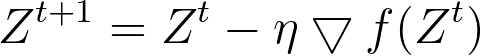 Z^{t+1} = Z^t − η ▽ f(Z^t)